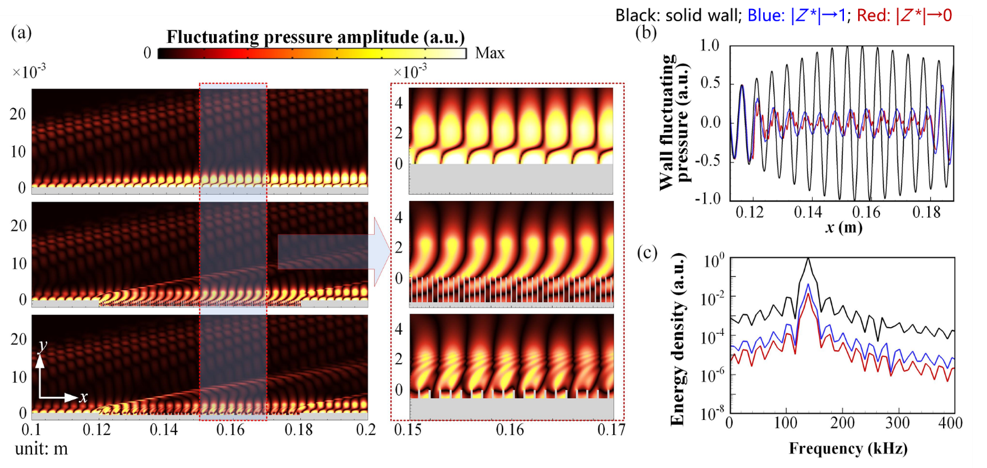 Black: solid wall; Blue: |Z*|→1; Red: |Z*|→0
(a)
Fluctuating pressure amplitude (a.u.)
0 Max
×10⁻³
20
10
0
20
10
0
20
10
0
y
x
0.1 0.12 0.14 0.16 0.18 0.2
unit: m
×10⁻³
4
2
0
4
2
0
4
2
0
0.15 0.16 0.17
(b)
Wall fluctuating
pressure (a.u.)
1.0
0.5
0.0
-0.5
-1.0
0.12 0.14 0.16 0.18
x (m)
(c)
Energy density (a.u.)
10⁰
10⁻²
10⁻⁴
10⁻⁶
10⁻⁸
0 100 200 300 400
Frequency (kHz)